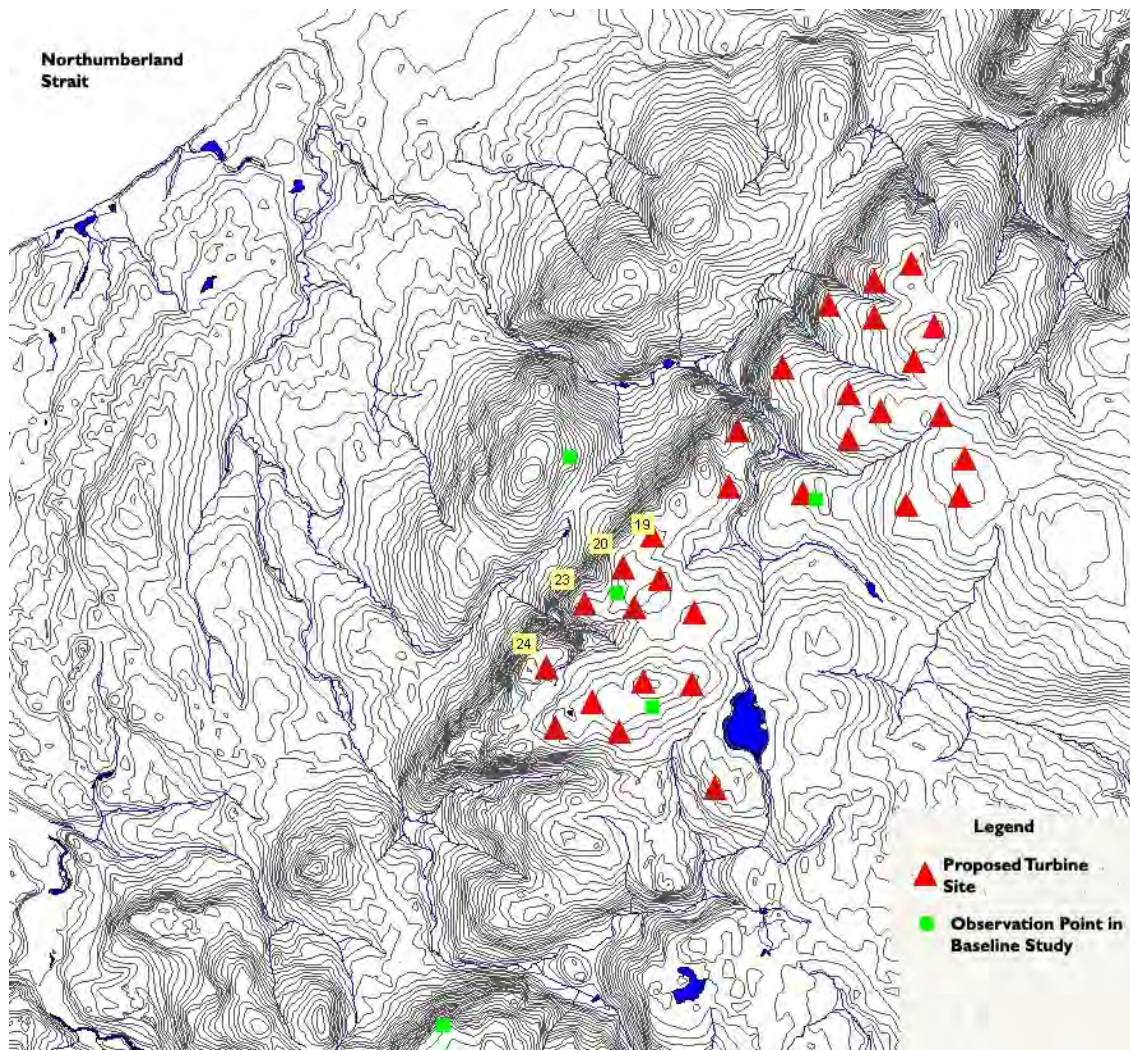 Northumberland
Strait
19
20
23
24
Legend
Proposed Turbine
Site
Observation Point in
Baseline Study